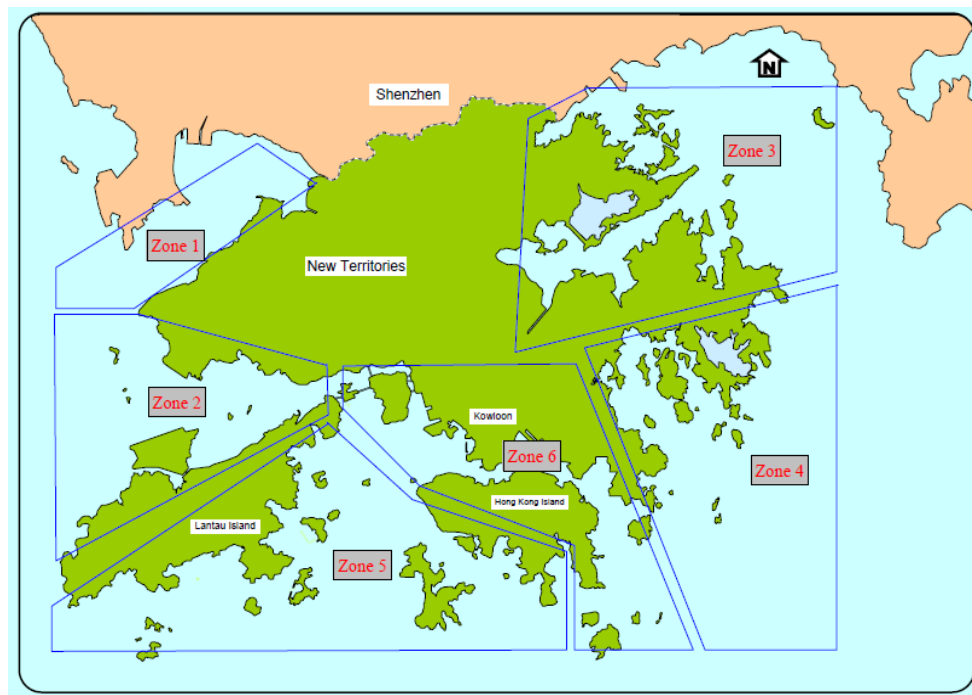 N
Shenzhen
Zone 3
Zone 1
New Territories
Zone 2
Kowloon
Zone 6
Zone 4
Hong Kong Island
Lantau Island
Zone 5